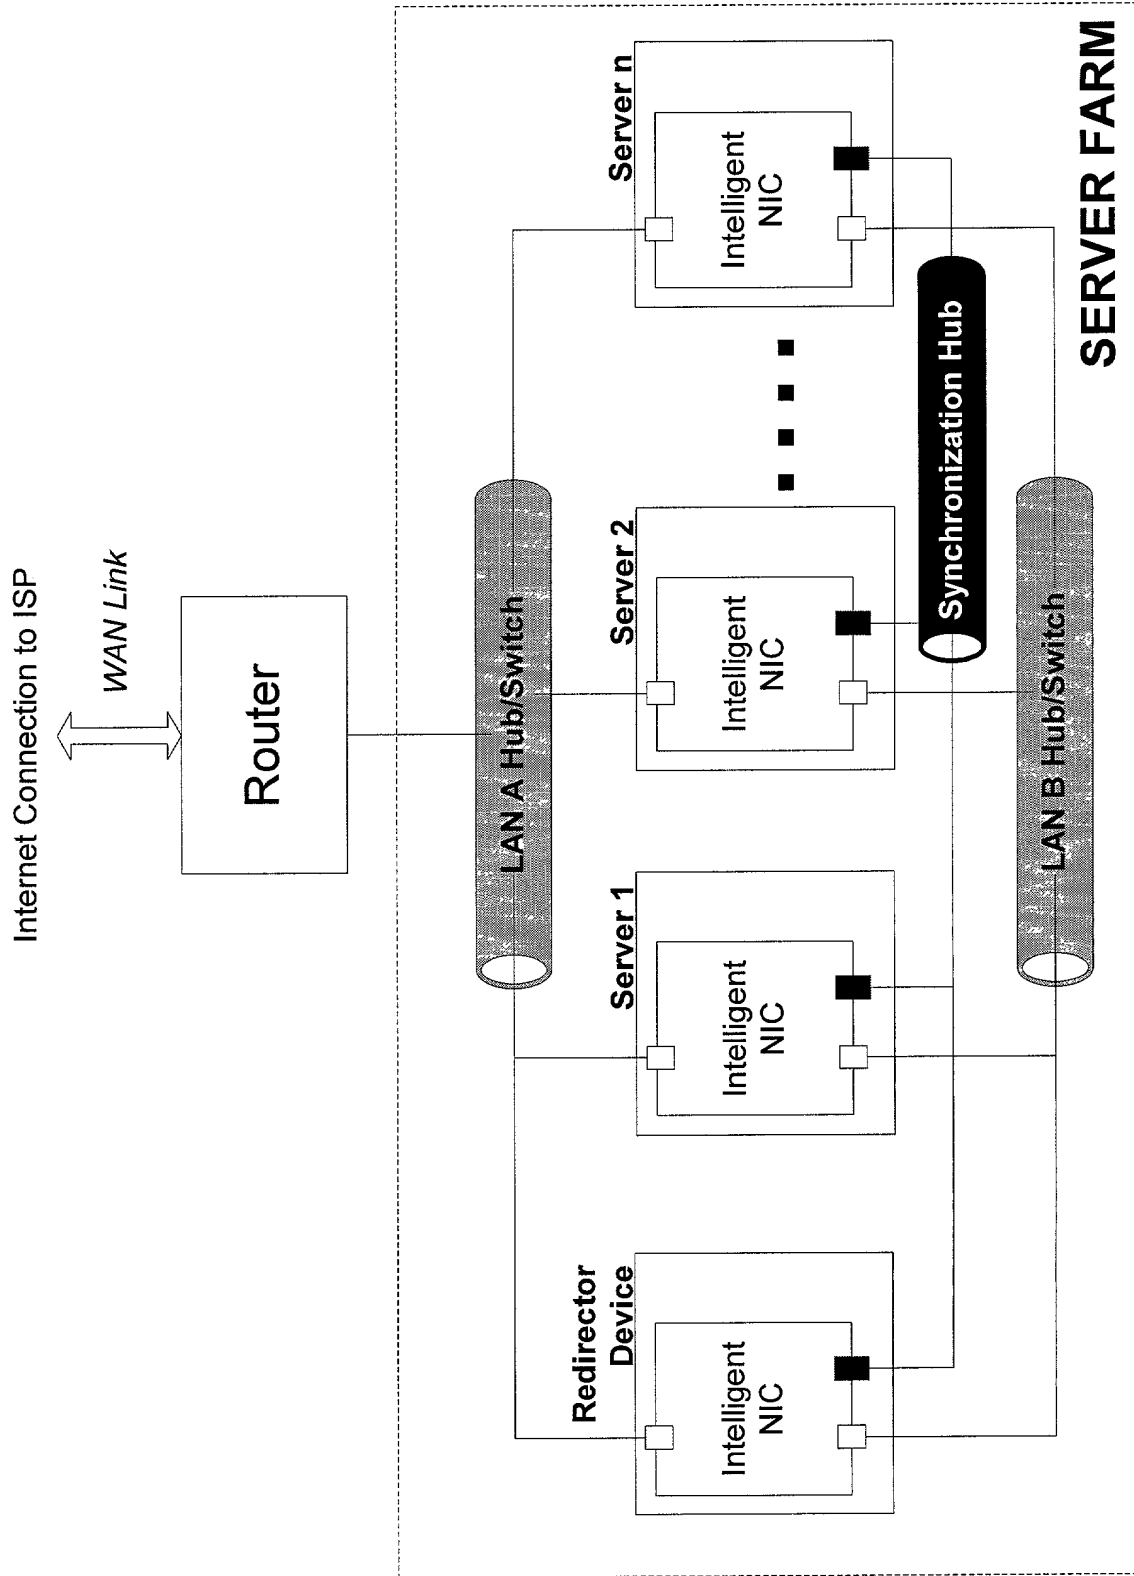 Internet Connection to ISP
WAN Link
Router
LAN A Hub/Switch
Redirector
Device
Intelligent
NIC
Server 1
Intelligent
NIC
Server 2
Intelligent
NIC
Server n
Intelligent
NIC
Synchronization Hub
LAN B Hub/Switch
SERVER FARM